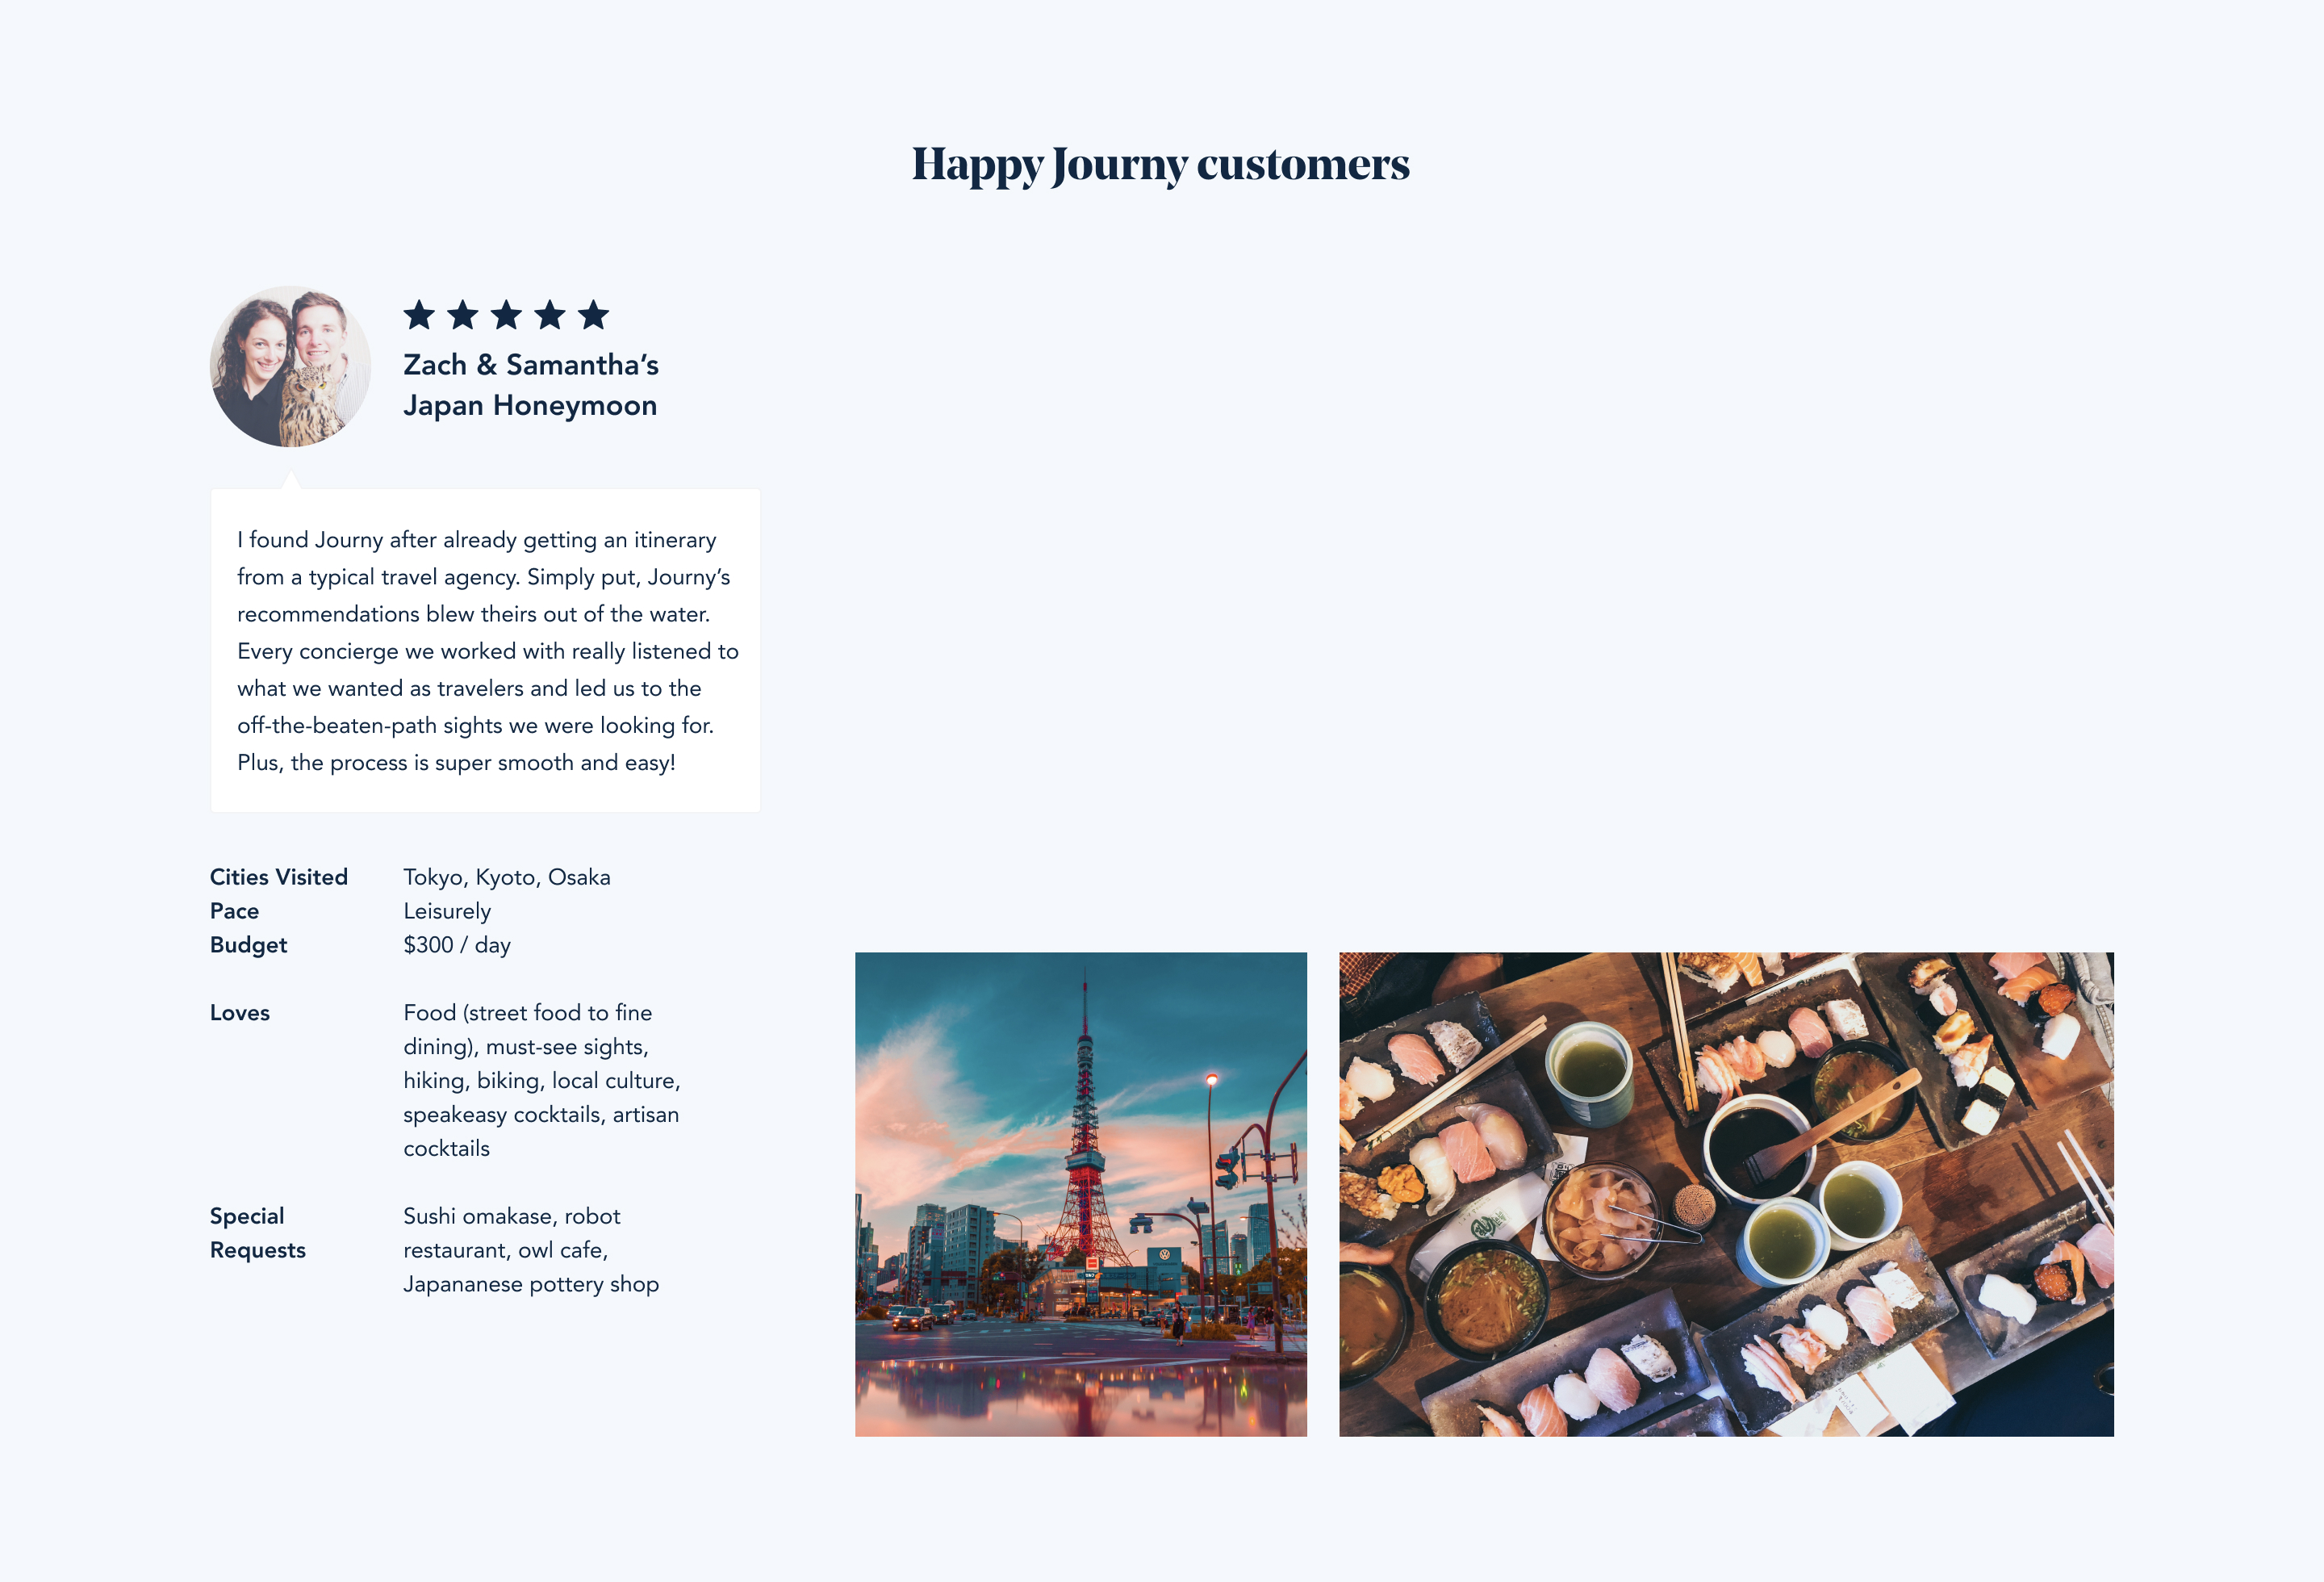 Happy Journy customers
Zach & Samantha’s
Japan Honeymoon
I found Journy after already getting an itinerary
from a typical travel agency. Simply put, Journy’s
recommendations blew theirs out of the water.
Every concierge we worked with really listened to
what we wanted as travelers and led us to the
off-the-beaten-path sights we were looking for.
Plus, the process is super smooth and easy!
Cities Visited Tokyo, Kyoto, Osaka
Pace Leisurely
Budget $300 / day
Loves Food (street food to fine
dining), must-see sights,
hiking, biking, local culture,
speakeasy cocktails, artisan
cocktails
Special Sushi omakase, robot
Requests restaurant, owl cafe,
Japananese pottery shop